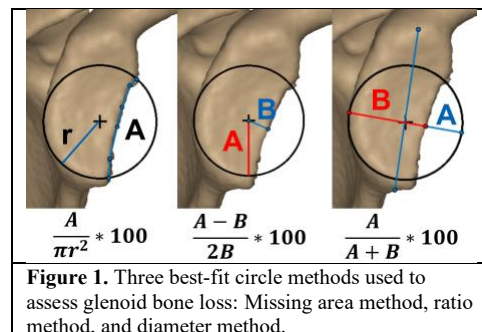 r A
B A
B A
A / πr² * 100
A − B / 2B * 100
A / A + B * 100
Figure 1. Three best-fit circle methods used to
assess glenoid bone loss: Missing area method, ratio
method, and diameter method.